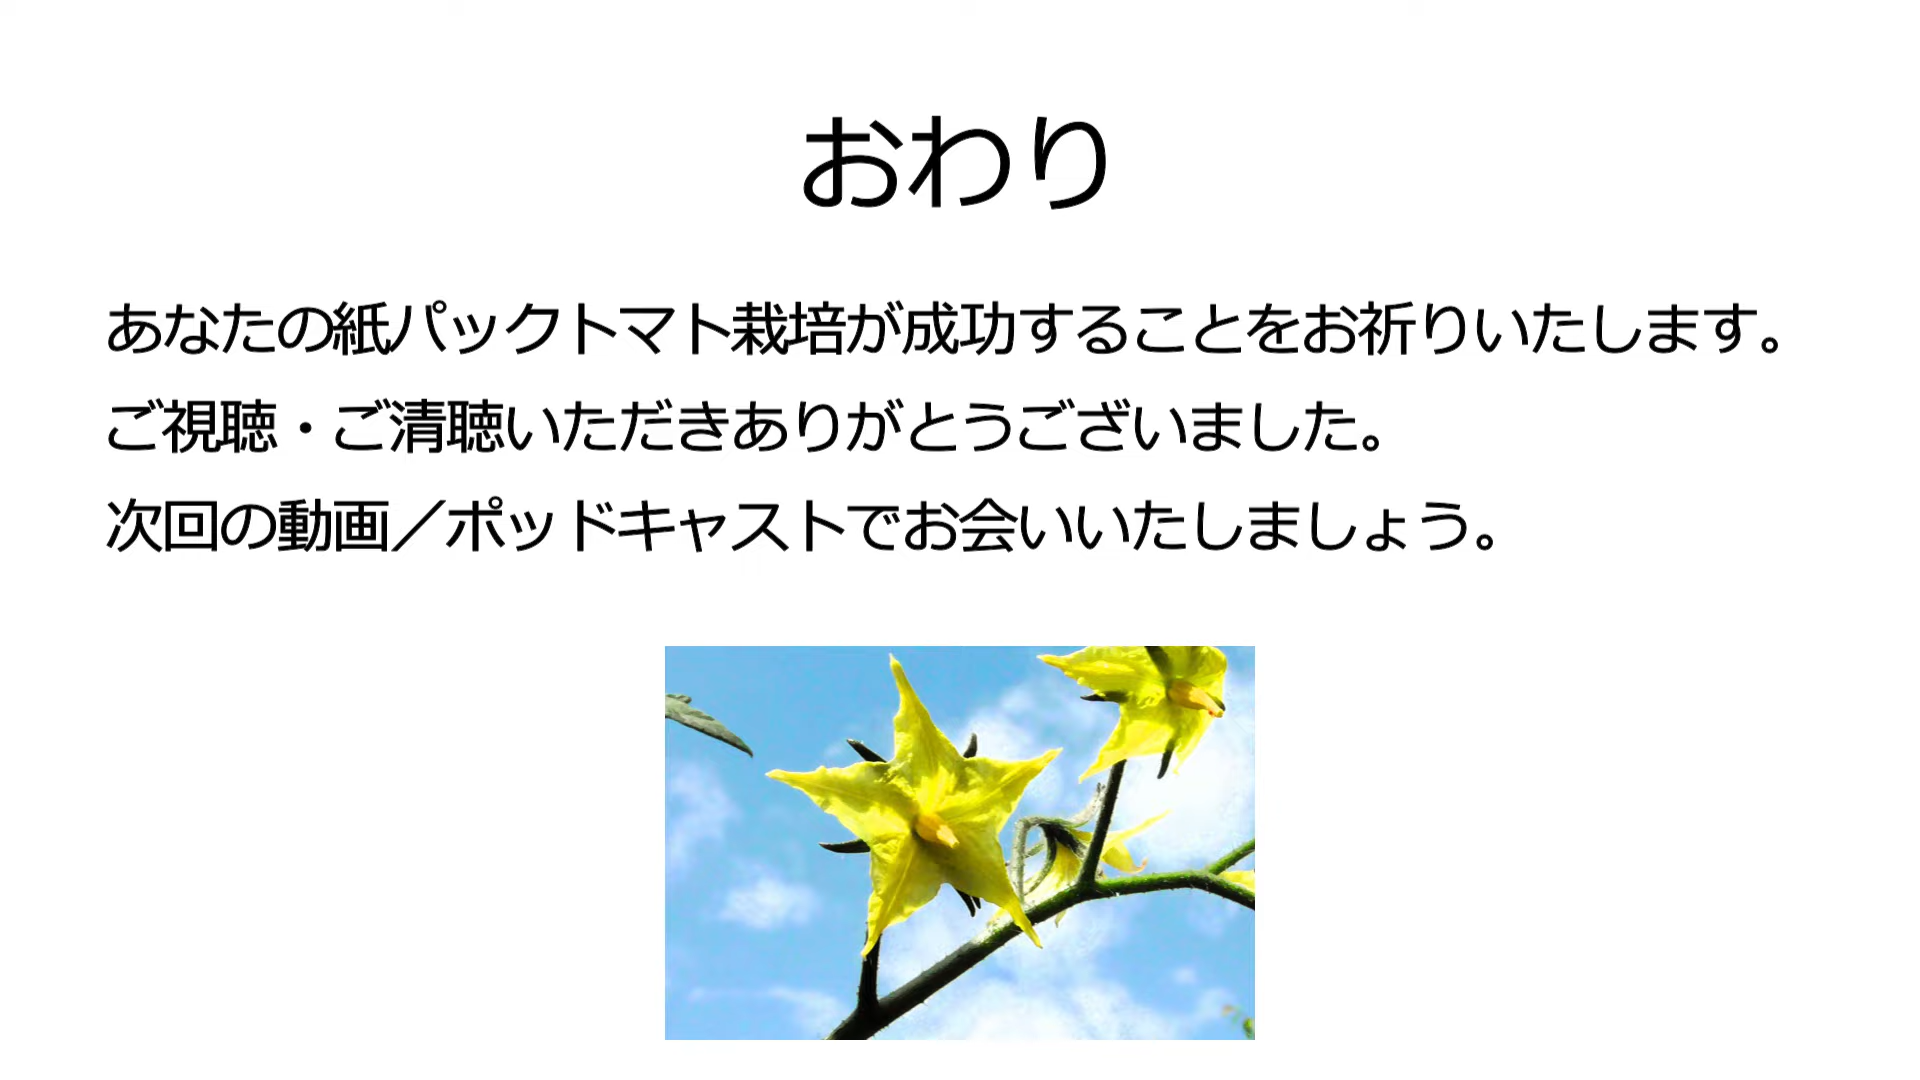 おわり
あなたの紙パックトマト栽培が成功することをお祈りいたします。
ご視聴・ご清聴いただきありがとうございました。
次回の動画／ポッドキャストでお会いいたしましょう。